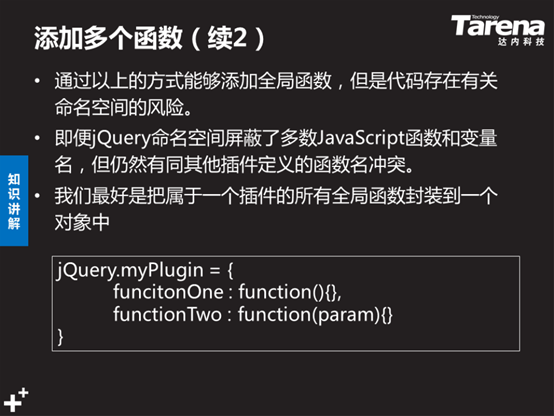 添加多个函数（续2）
Technology
Tarena
达内科技
• 通过以上的方式能够添加全局函数，但是代码存在有关
命名空间的风险。
• 即便jQuery命名空间屏蔽了多数JavaScript函数和变量
名，但仍然有同其他插件定义的函数名冲突。
• 我们最好是把属于一个插件的所有全局函数封装到一个
对象中
知识讲解
jQuery.myPlugin = {
funcitonOne : function(){},
functionTwo : function(param){}
}